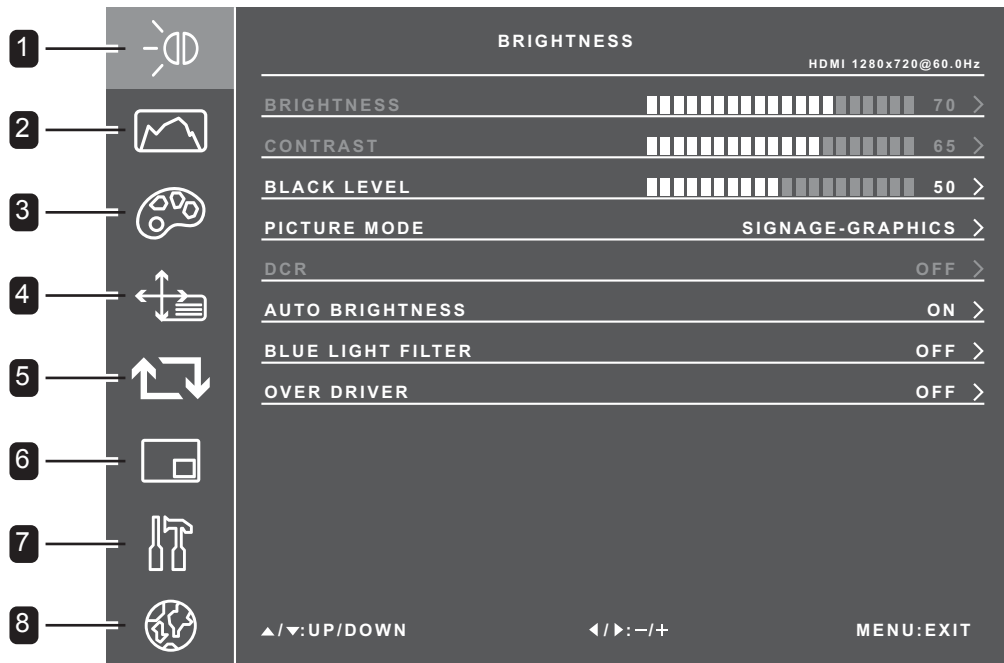 1
2
3
4
5
6
7
8
BRIGHTNESS
HDMI 1280x720@60.0Hz
BRIGHTNESS 70 >
CONTRAST 65 >
BLACK LEVEL 50 >
PICTURE MODE SIGNAGE-GRAPHICS >
DCR OFF >
AUTO BRIGHTNESS ON >
BLUE LIGHT FILTER OFF >
OVER DRIVER OFF >
▲/▼:UP/DOWN ◀/▶:−/+ MENU:EXIT